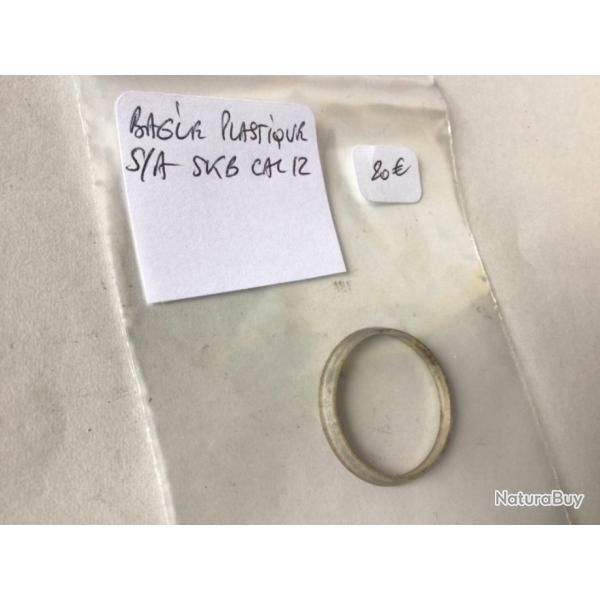 BAGUE PLASTIQUE
S/A SKB CAL 12
20€
NaturaBuy